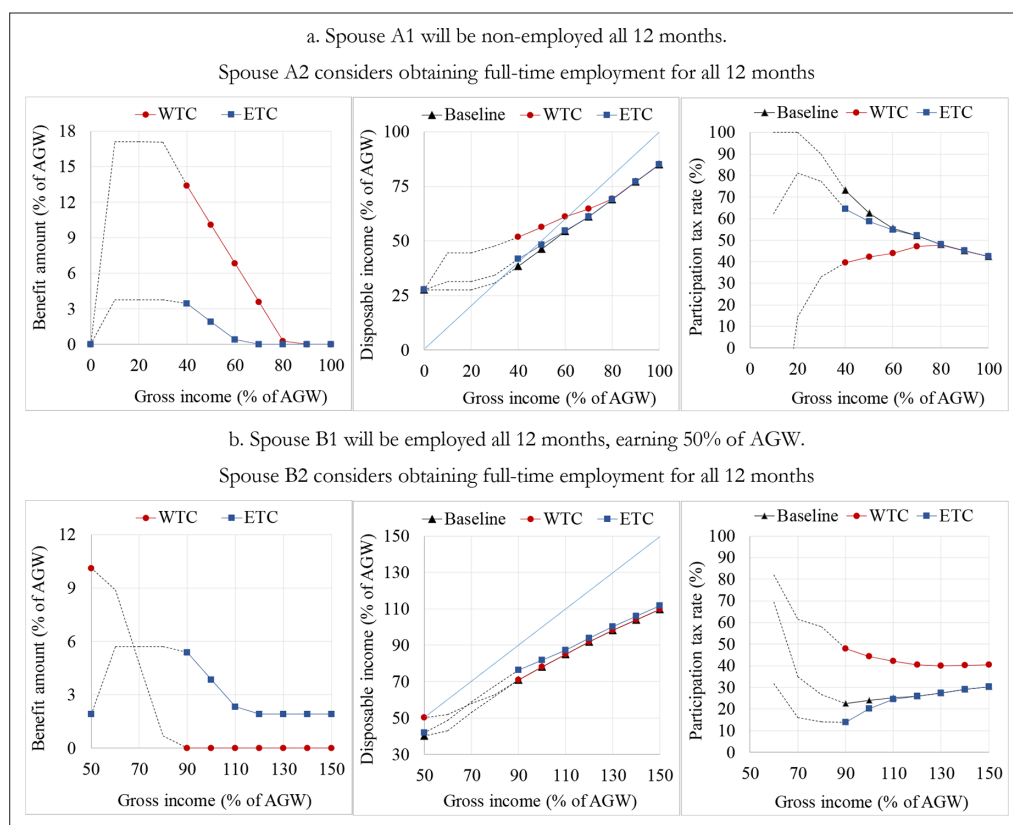 a. Spouse A1 will be non-employed all 12 months.
Spouse A2 considers obtaining full-time employment for all 12 months
WTC ETC
Benefit amount (% of AGW)
18
15
12
9
6
3
0
0 20 40 60 80 100
Gross income (% of AGW)
Baseline WTC ETC
Disposable income (% of AGW)
100
75
50
25
0
0 20 40 60 80 100
Gross income (% of AGW)
Baseline WTC ETC
Participation tax rate (%)
100
90
80
70
60
50
40
30
20
10
0
0 20 40 60 80 100
Gross income (% of AGW)
b. Spouse B1 will be employed all 12 months, earning 50% of AGW.
Spouse B2 considers obtaining full-time employment for all 12 months
WTC ETC
Benefit amount (% of AGW)
12
9
6
3
0
50 70 90 110 130 150
Gross income (% of AGW)
Baseline WTC ETC
Disposable income (% of AGW)
150
130
110
90
70
50
30
50 70 90 110 130 150
Gross income (% of AGW)
Baseline WTC ETC
Participation tax rate (%)
100
90
80
70
60
50
40
30
20
10
0
50 70 90 110 130 150
Gross income (% of AGW)